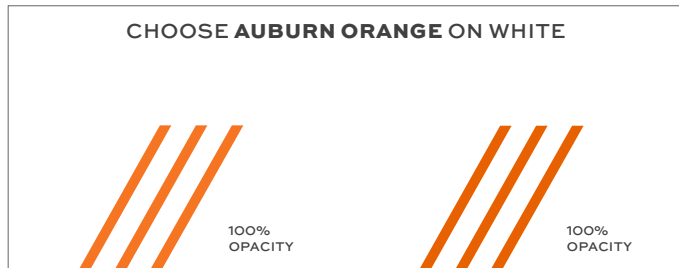 CHOOSE AUBURN ORANGE ON WHITE
100%
OPACITY
100%
OPACITY